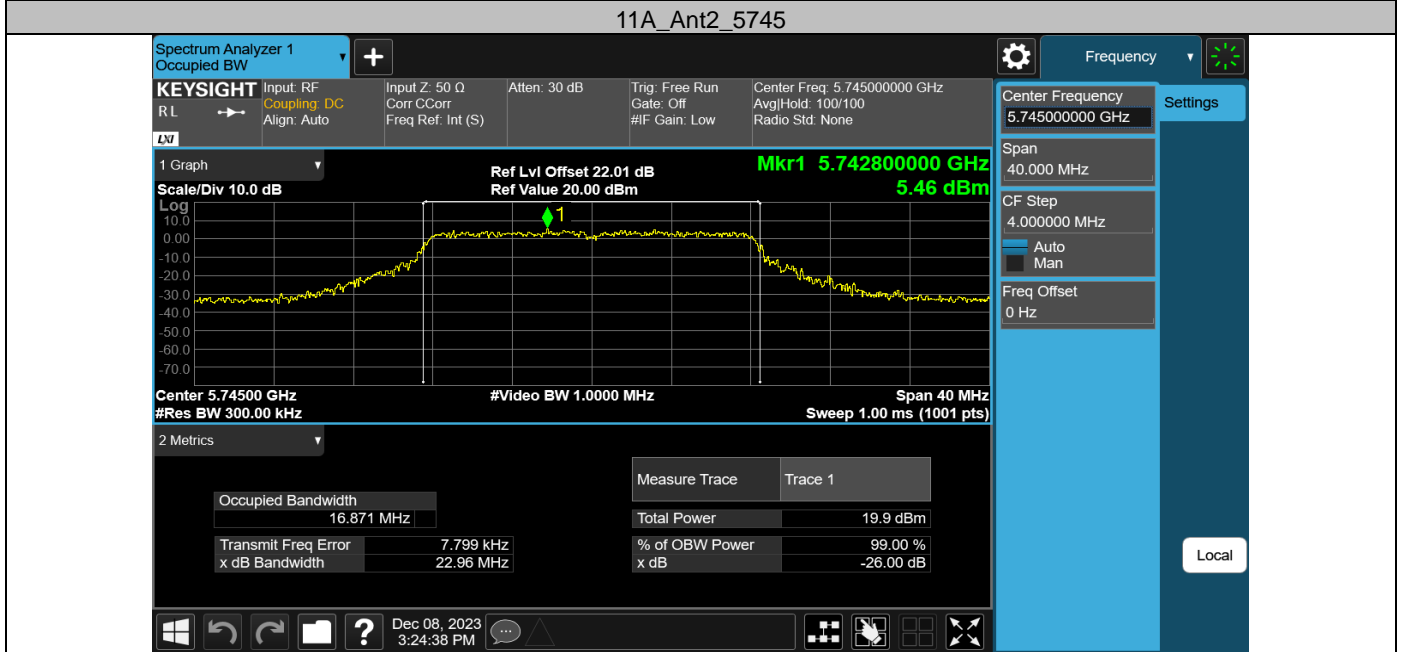 11A_Ant2_5745
Spectrum Analyzer 1
Occupied BW
+
Frequency
KEYSIGHT
RL
LXI
Input: RF
Coupling: DC
Align: Auto
Input Z: 50 Ω
Corr CCorr
Freq Ref: Int (S)
Atten: 30 dB
Trig: Free Run
Gate: Off
#IF Gain: Low
Center Freq: 5.745000000 GHz
Avg|Hold: 100/100
Radio Std: None
Center Frequency
5.745000000 GHz
Settings
Span
40.000 MHz
CF Step
4.000000 MHz
Auto
Man
Freq Offset
0 Hz
Local
1 Graph
Scale/Div 10.0 dB
Ref Lvl Offset 22.01 dB
Ref Value 20.00 dBm
Mkr1 5.742800000 GHz
5.46 dBm
Log
10.0
0.00
-10.0
-20.0
-30.0
-40.0
-50.0
-60.0
-70.0
1
Center 5.74500 GHz
#Res BW 300.00 kHz
#Video BW 1.0000 MHz
Span 40 MHz
Sweep 1.00 ms (1001 pts)
2 Metrics
Measure Trace Trace 1
Occupied Bandwidth
16.871 MHz
Total Power 19.9 dBm
Transmit Freq Error 7.799 kHz
% of OBW Power 99.00 %
x dB Bandwidth 22.96 MHz
x dB -26.00 dB
?
Dec 08, 2023
3:24:38 PM